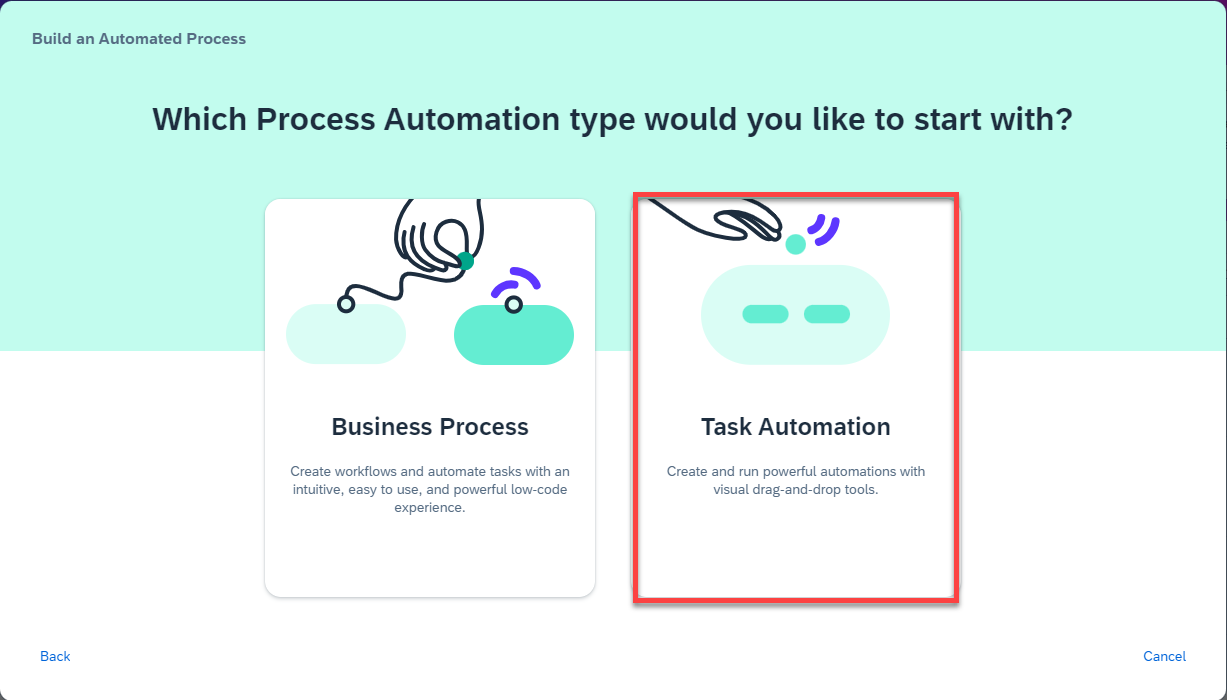 Build an Automated Process
Which Process Automation type would you like to start with?
Business Process
Create workflows and automate tasks with an
intuitive, easy to use, and powerful low-code
experience.
Task Automation
Create and run powerful automations with
visual drag-and-drop tools.
Back
Cancel